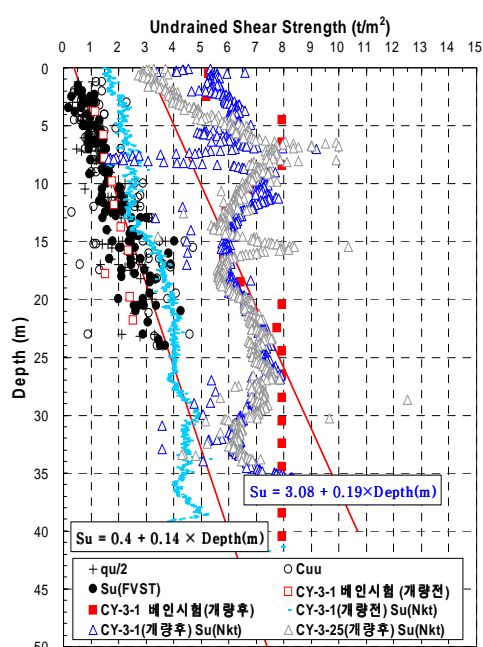 Undrained Shear Strength (t/m²)
0 1 2 3 4 5 6 7 8 9 10 11 12 13 14 15
Depth (m)
0
5
10
15
20
25
30
35
40
45
50
Su = 3.08 + 0.19×Depth(m)
Su = 0.4 + 0.14 × Depth(m)
qu/2
Cuu
Su(FVST)
CY-3-1 베인시험(개량전)
CY-3-1 베인시험(개량후)
CY-3-1(개량전) Su(Nkt)
CY-3-1(개량후) Su(Nkt)
CY-3-25(개량후) Su(Nkt)